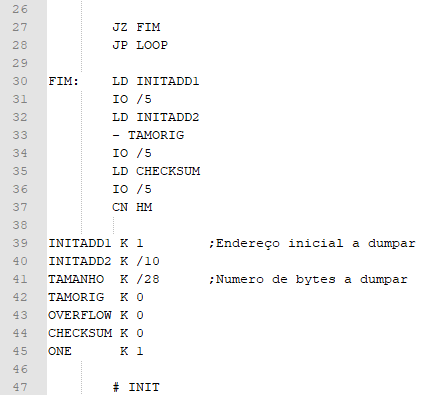 26
27 JZ FIM
28 JP LOOP
29
30 FIM: LD INITADD1
31 IO /5
32 LD INITADD2
33 - TAMORIG
34 IO /5
35 LD CHECKSUM
36 IO /5
37 CN HM
38
39 INITADD1 K 1 ;Endereço inicial a dumpar
40 INITADD2 K /10
41 TAMANHO K /28 ;Numero de bytes a dumpar
42 TAMORIG K 0
43 OVERFLOW K 0
44 CHECKSUM K 0
45 ONE K 1
46
47 # INIT